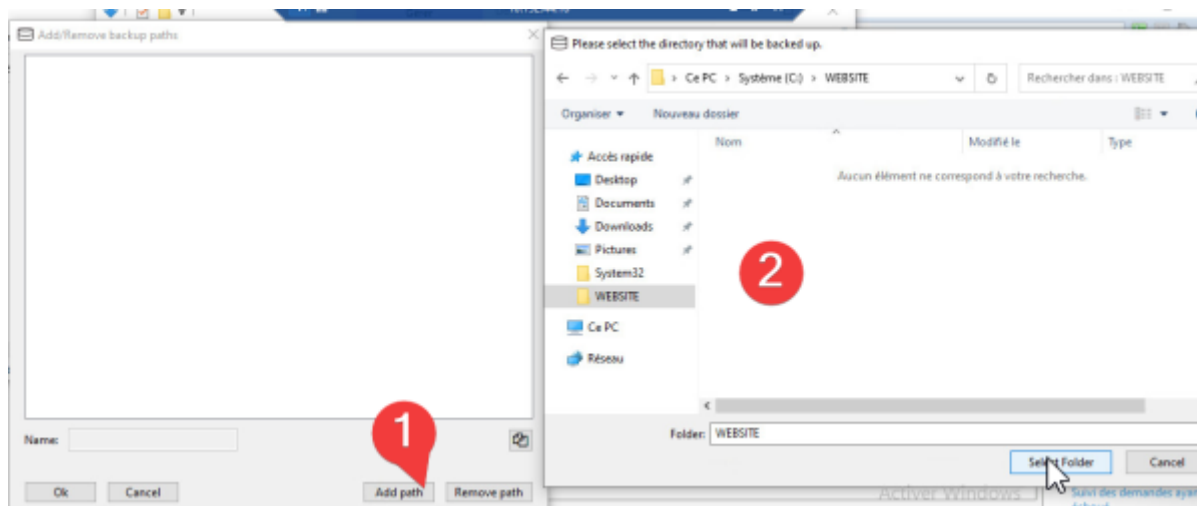 Add/Remove backup paths
Name:
1
Ok
Cancel
Add path
Remove path
Please select the directory that will be backed up.
Ce PC > Système (C:) > WEBSITE
Rechercher dans : WEBSITE
Organiser
Nouveau dossier
Nom
Modifié le
Type
Accès rapide
Desktop
Documents
Downloads
Pictures
System32
WEBSITE
Ce PC
Réseau
Aucun élément ne correspond à votre recherche.
2
Folder: WEBSITE
Select Folder
Cancel
Activer Windows
Suivi des demandes ayan